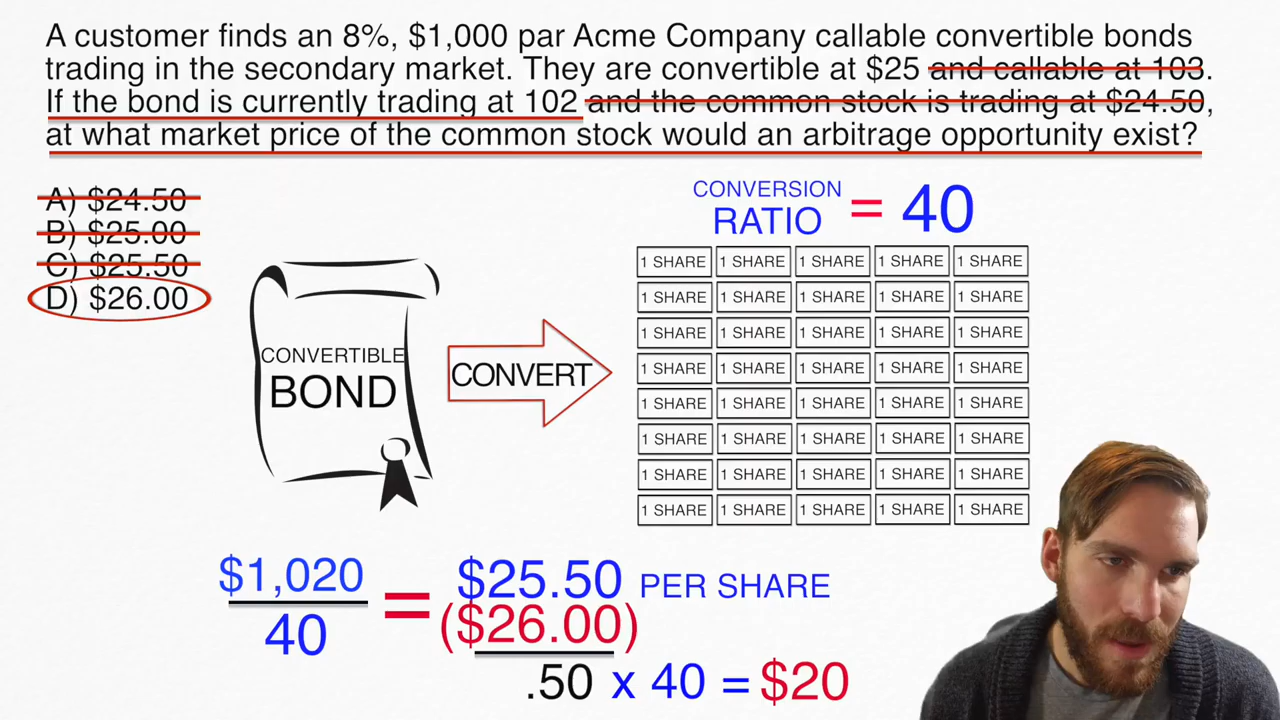 A customer finds an 8%, $1,000 par Acme Company callable convertible bonds
trading in the secondary market. They are convertible at $25 and callable at 103.
If the bond is currently trading at 102 and the common stock is trading at $24.50,
at what market price of the common stock would an arbitrage opportunity exist?
A) $24.50
B) $25.00
C) $25.50
D) $26.00
CONVERTIBLE
BOND
CONVERT
CONVERSION
RATIO = 40
1 SHARE 1 SHARE 1 SHARE 1 SHARE 1 SHARE
1 SHARE 1 SHARE 1 SHARE 1 SHARE 1 SHARE
1 SHARE 1 SHARE 1 SHARE 1 SHARE 1 SHARE
1 SHARE 1 SHARE 1 SHARE 1 SHARE 1 SHARE
1 SHARE 1 SHARE 1 SHARE 1 SHARE 1 SHARE
1 SHARE 1 SHARE 1 SHARE 1 SHARE 1 SHARE
1 SHARE 1 SHARE 1 SHARE 1 SHARE 1 SHARE
1 SHARE 1 SHARE 1 SHARE 1 SHARE 1 SHARE
$1,020
40
= $25.50 PER SHARE
($26.00)
.50 x 40 = $20